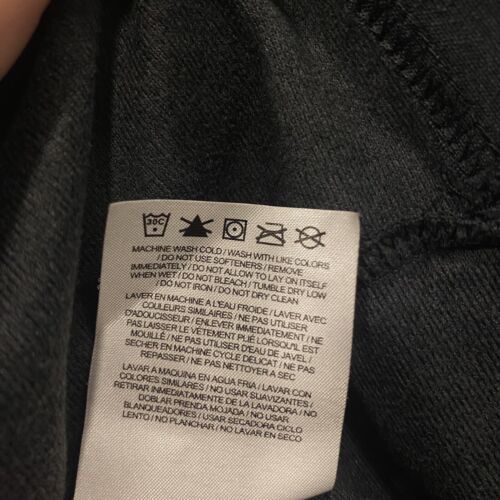 30C
MACHINE WASH COLD / WASH WITH LIKE COLORS
/ DO NOT USE SOFTENERS / REMOVE
IMMEDIATELY / DO NOT ALLOW TO LAY ON ITSELF
WHEN WET / DO NOT BLEACH / TUMBLE DRY LOW
/ DO NOT IRON / DO NOT DRY CLEAN
LAVER EN MACHINE A L'EAU FROIDE / LAVER AVEC
COULEURS SIMILAIRES / NE PAS UTILISER
D'ADOUCISSEUR / ENLEVER IMMEDIATEMENT / NE
PAS LAISSER LE VÊTEMENT PLIÉ LORSQU'IL EST
MOUILLÉ / NE PAS UTILISER D'EAU DE JAVEL /
SECHER EN MACHINE CYCLE DELICAT / NE PAS
REPASSER / NE PAS NETTOYER A SEC
LAVAR A MAQUINA EN AGUA FRIA / LAVAR CON
COLORES SIMILARES / NO USAR SUAVIZANTES /
RETIRAR INMEDIATAMENTE DE LA LAVADORA / NO
DOBLAR PRENDA MOJADA / NO USAR
BLANQUEADORES / USAR SECADORA CICLO
LENTO / NO PLANCHAR / NO LAVAR EN SECO